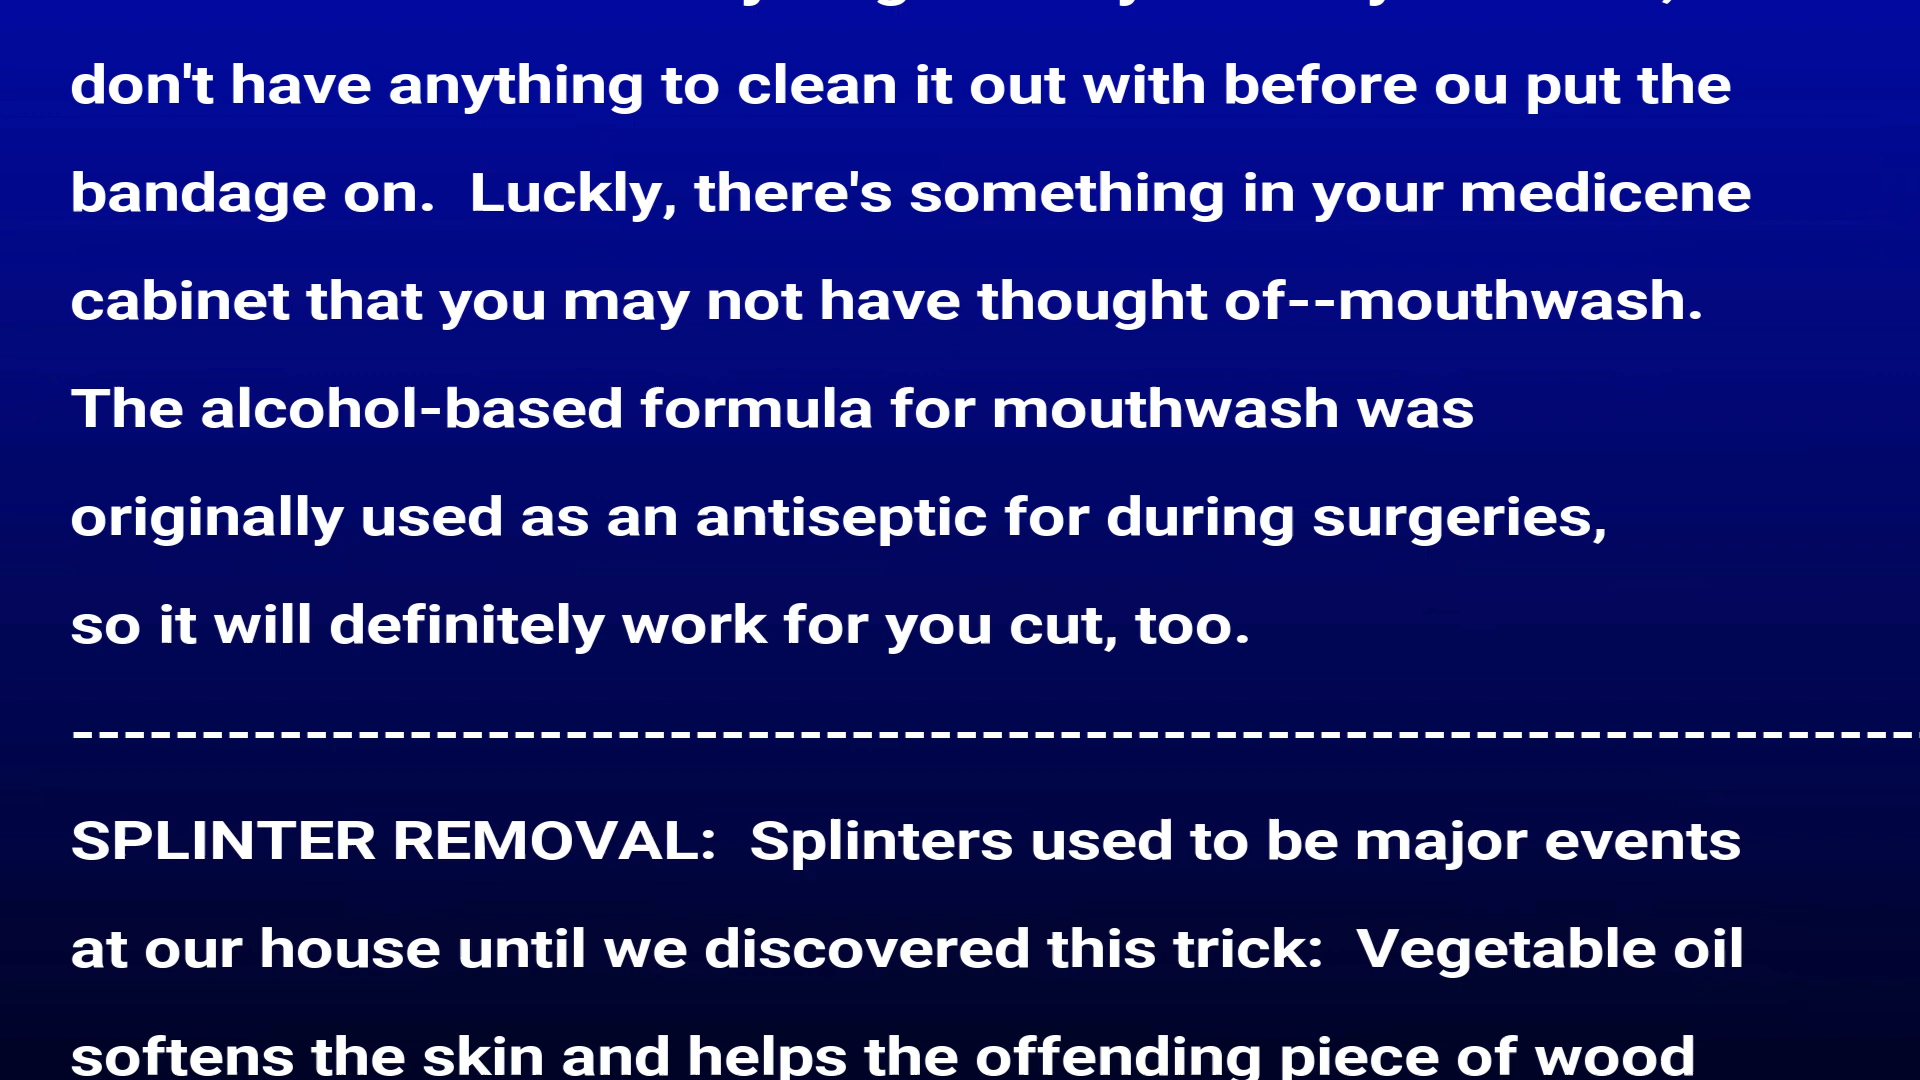 don't have anything to clean it out with before ou put the
bandage on.  Luckly, there's something in your medicene
cabinet that you may not have thought of--mouthwash.
The alcohol-based formula for mouthwash was
originally used as an antiseptic for during surgeries,
so it will definitely work for you cut, too.
-----------------------------------------------------------------------
SPLINTER REMOVAL:  Splinters used to be major events
at our house until we discovered this trick:  Vegetable oil
softens the skin and helps the offending piece of wood